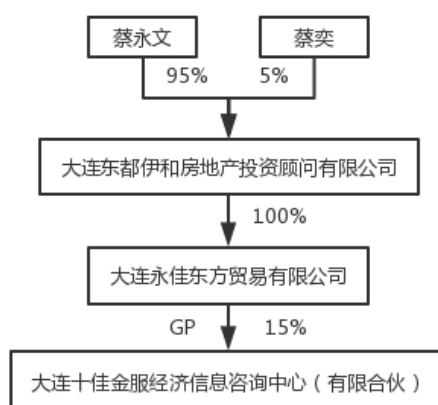 蔡永文 蔡奕
95% 5%
大连东都伊和房地产投资顾问有限公司
100%
大连永佳东方贸易有限公司
GP 15%
大连十佳金服经济信息咨询中心（有限合伙）